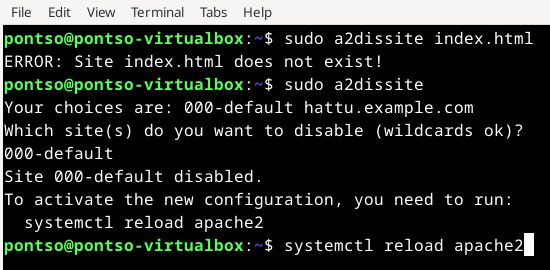 File Edit View Terminal Tabs Help
pontso@pontso-virtualbox:~$ sudo a2dissite index.html
ERROR: Site index.html does not exist!
pontso@pontso-virtualbox:~$ sudo a2dissite
Your choices are: 000-default hattu.example.com
Which site(s) do you want to disable (wildcards ok)?
000-default
Site 000-default disabled.
To activate the new configuration, you need to run:
  systemctl reload apache2
pontso@pontso-virtualbox:~$ systemctl reload apache2